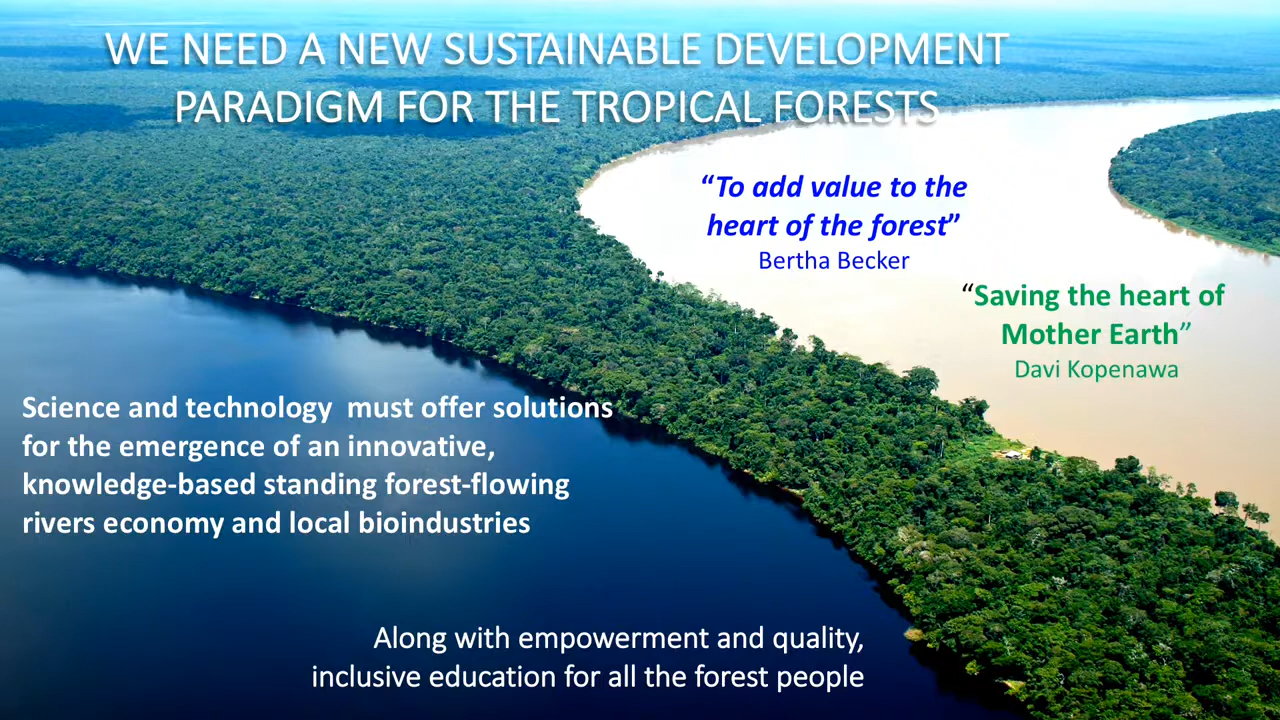 WE NEED A NEW SUSTAINABLE DEVELOPMENT
PARADIGM FOR THE TROPICAL FORESTS
“To add value to the
heart of the forest”
Bertha Becker
“Saving the heart of
Mother Earth”
Davi Kopenawa
Science and technology  must offer solutions
for the emergence of an innovative,
knowledge-based standing forest-flowing
rivers economy and local bioindustries
Along with empowerment and quality,
inclusive education for all the forest people